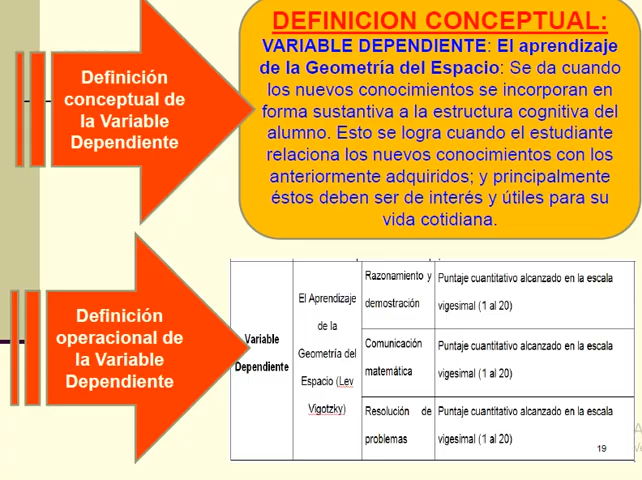 Definición
conceptual de
la Variable
Dependiente
DEFINICION CONCEPTUAL:
VARIABLE DEPENDIENTE: El aprendizaje
de la Geometría del Espacio: Se da cuando
los nuevos conocimientos se incorporan en
forma sustantiva a la estructura cognitiva del
alumno. Esto se logra cuando el estudiante
relaciona los nuevos conocimientos con los
anteriormente adquiridos; y principalmente
éstos deben ser de interés y útiles para su
vida cotidiana.
Definición
operacional de
la Variable
Dependiente
Variable
Dependiente
El Aprendizaje
de la
Geometría del
Espacio (Lev
Vigotzky)
Razonamiento y
demostración
Puntaje cuantitativo alcanzado en la escala
vigesimal (1 al 20)
Comunicación
matemática
Puntaje cuantitativo alcanzado en la escala
vigesimal (1 al 20)
Resolución de
problemas
Puntaje cuantitativo alcanzado en la escala
vigesimal (1 al 20)
19